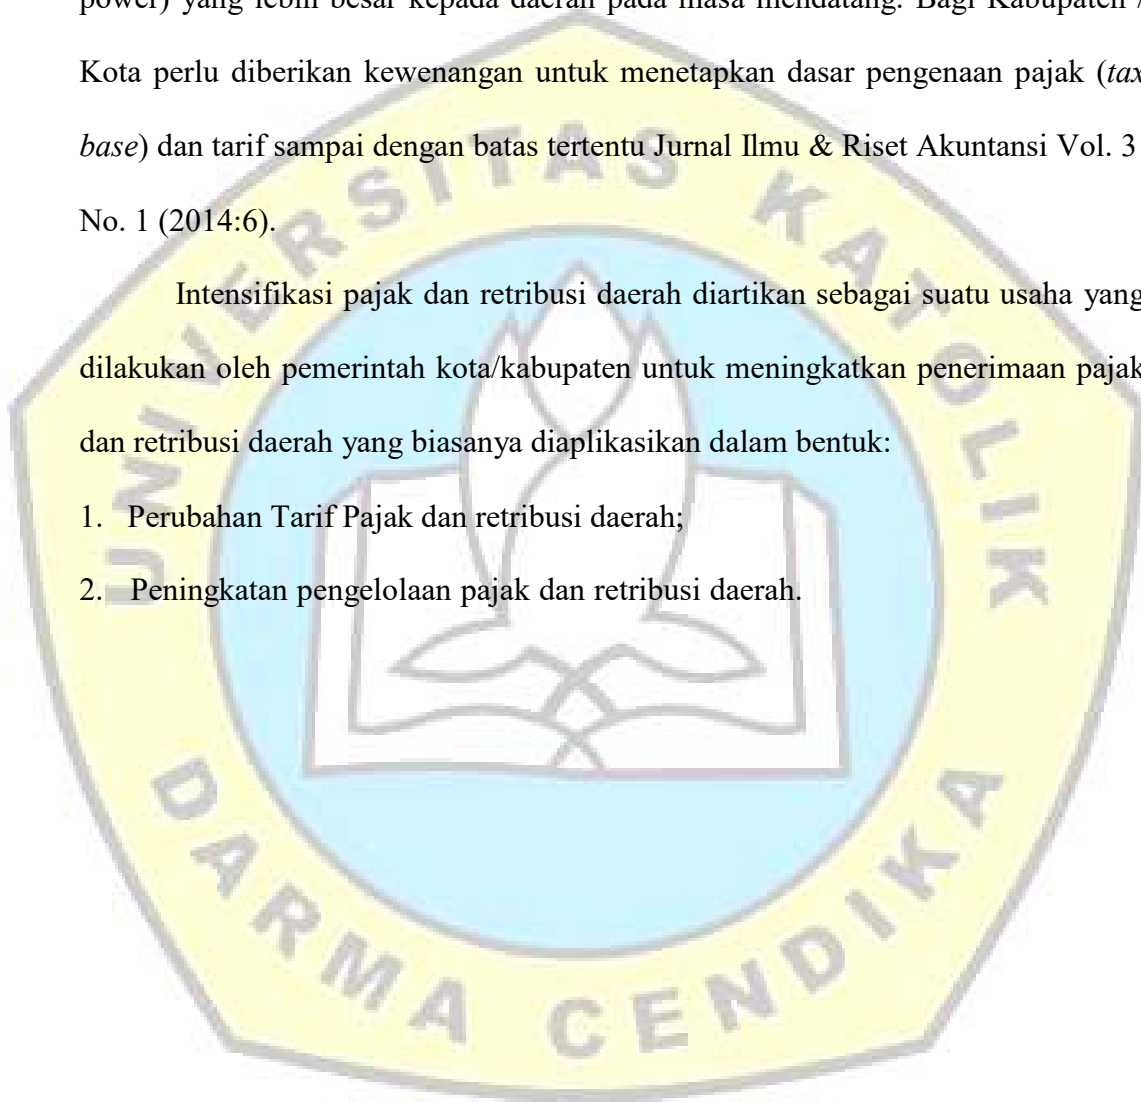 power) yang lebih besar kepada daerah pada masa mendatang. Bagi Kabupaten /
Kota perlu diberikan kewenangan untuk menetapkan dasar pengenaan pajak (tax
base) dan tarif sampai dengan batas tertentu Jurnal Ilmu & Riset Akuntansi Vol. 3
No. 1 (2014:6).
Intensifikasi pajak dan retribusi daerah diartikan sebagai suatu usaha yang
dilakukan oleh pemerintah kota/kabupaten untuk meningkatkan penerimaan pajak
dan retribusi daerah yang biasanya diaplikasikan dalam bentuk:
1. Perubahan Tarif Pajak dan retribusi daerah;
2. Peningkatan pengelolaan pajak dan retribusi daerah.
UNIVERSITAS KATOLIK
DARMA CENDIKA